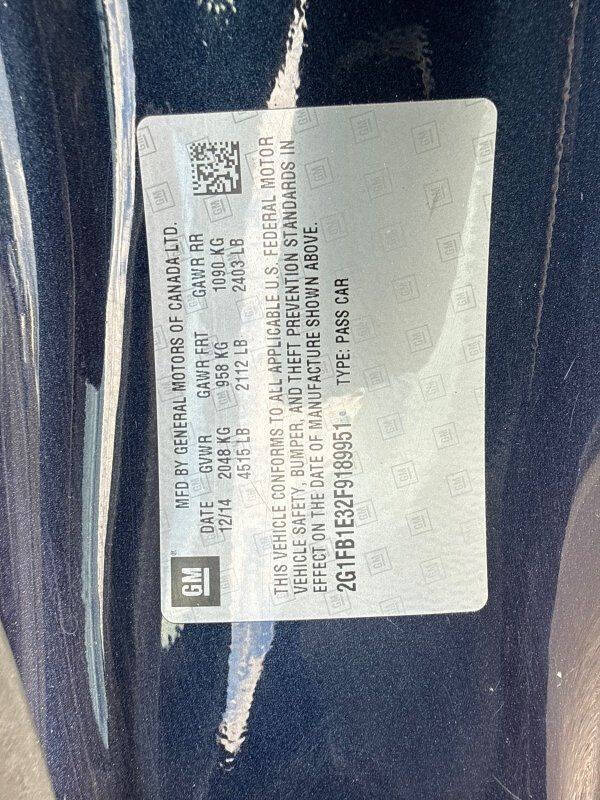 GM
MFD BY GENERAL MOTORS OF CANADA LTD.
DATE GVWR GAWR FRT GAWR RR
12/14 2048 KG 958 KG 1090 KG
4515 LB 2112 LB 2403 LB
THIS VEHICLE CONFORMS TO ALL APPLICABLE U.S. FEDERAL MOTOR
VEHICLE SAFETY, BUMPER, AND THEFT PREVENTION STANDARDS IN
EFFECT ON THE DATE OF MANUFACTURE SHOWN ABOVE.
2G1FB1E32F9189951 TYPE: PASS CAR